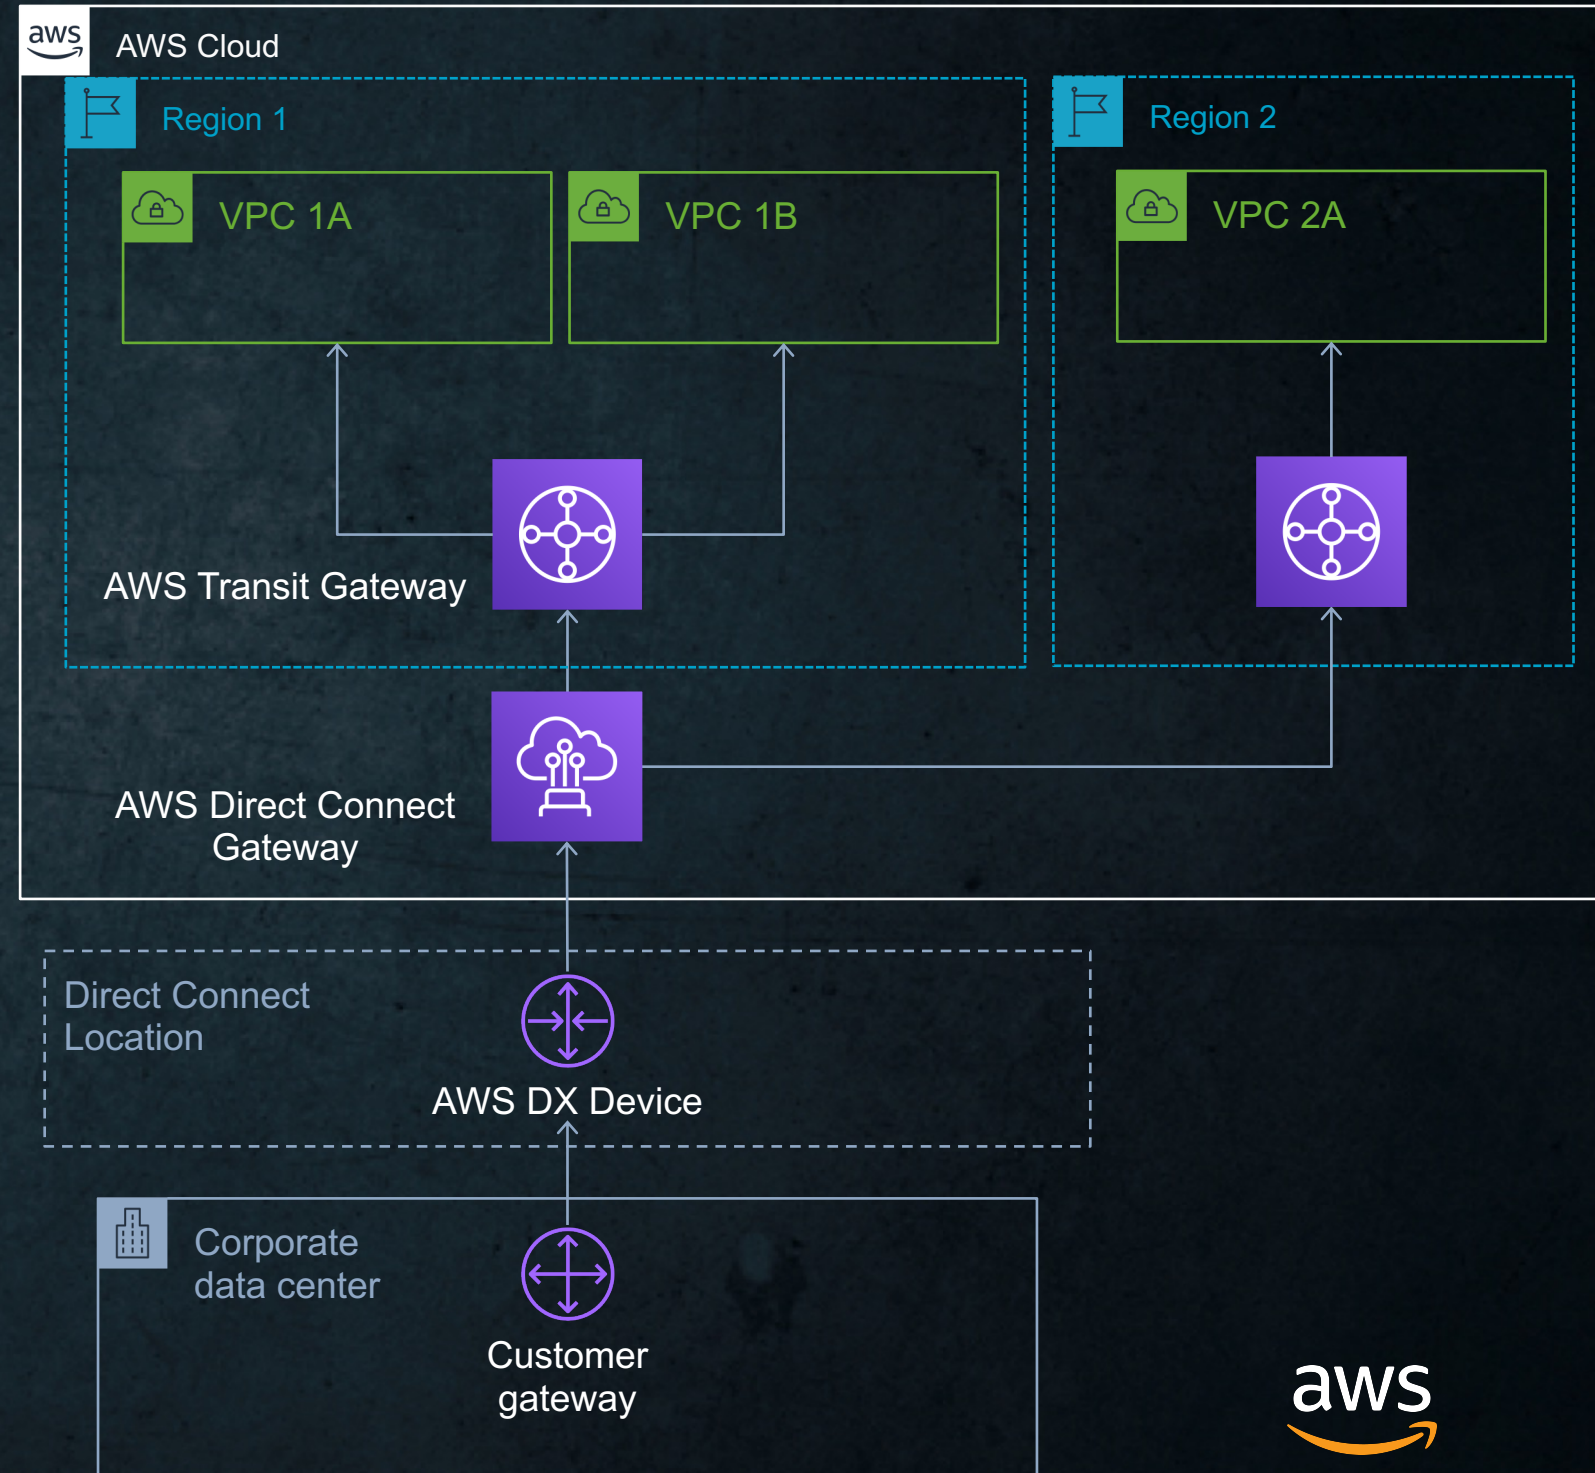 aws
AWS Cloud
Region 1
Region 2
VPC 1A
VPC 1B
VPC 2A
AWS Transit Gateway
AWS Direct Connect
Gateway
Direct Connect
Location
AWS DX Device
Corporate
data center
Customer
gateway
aws